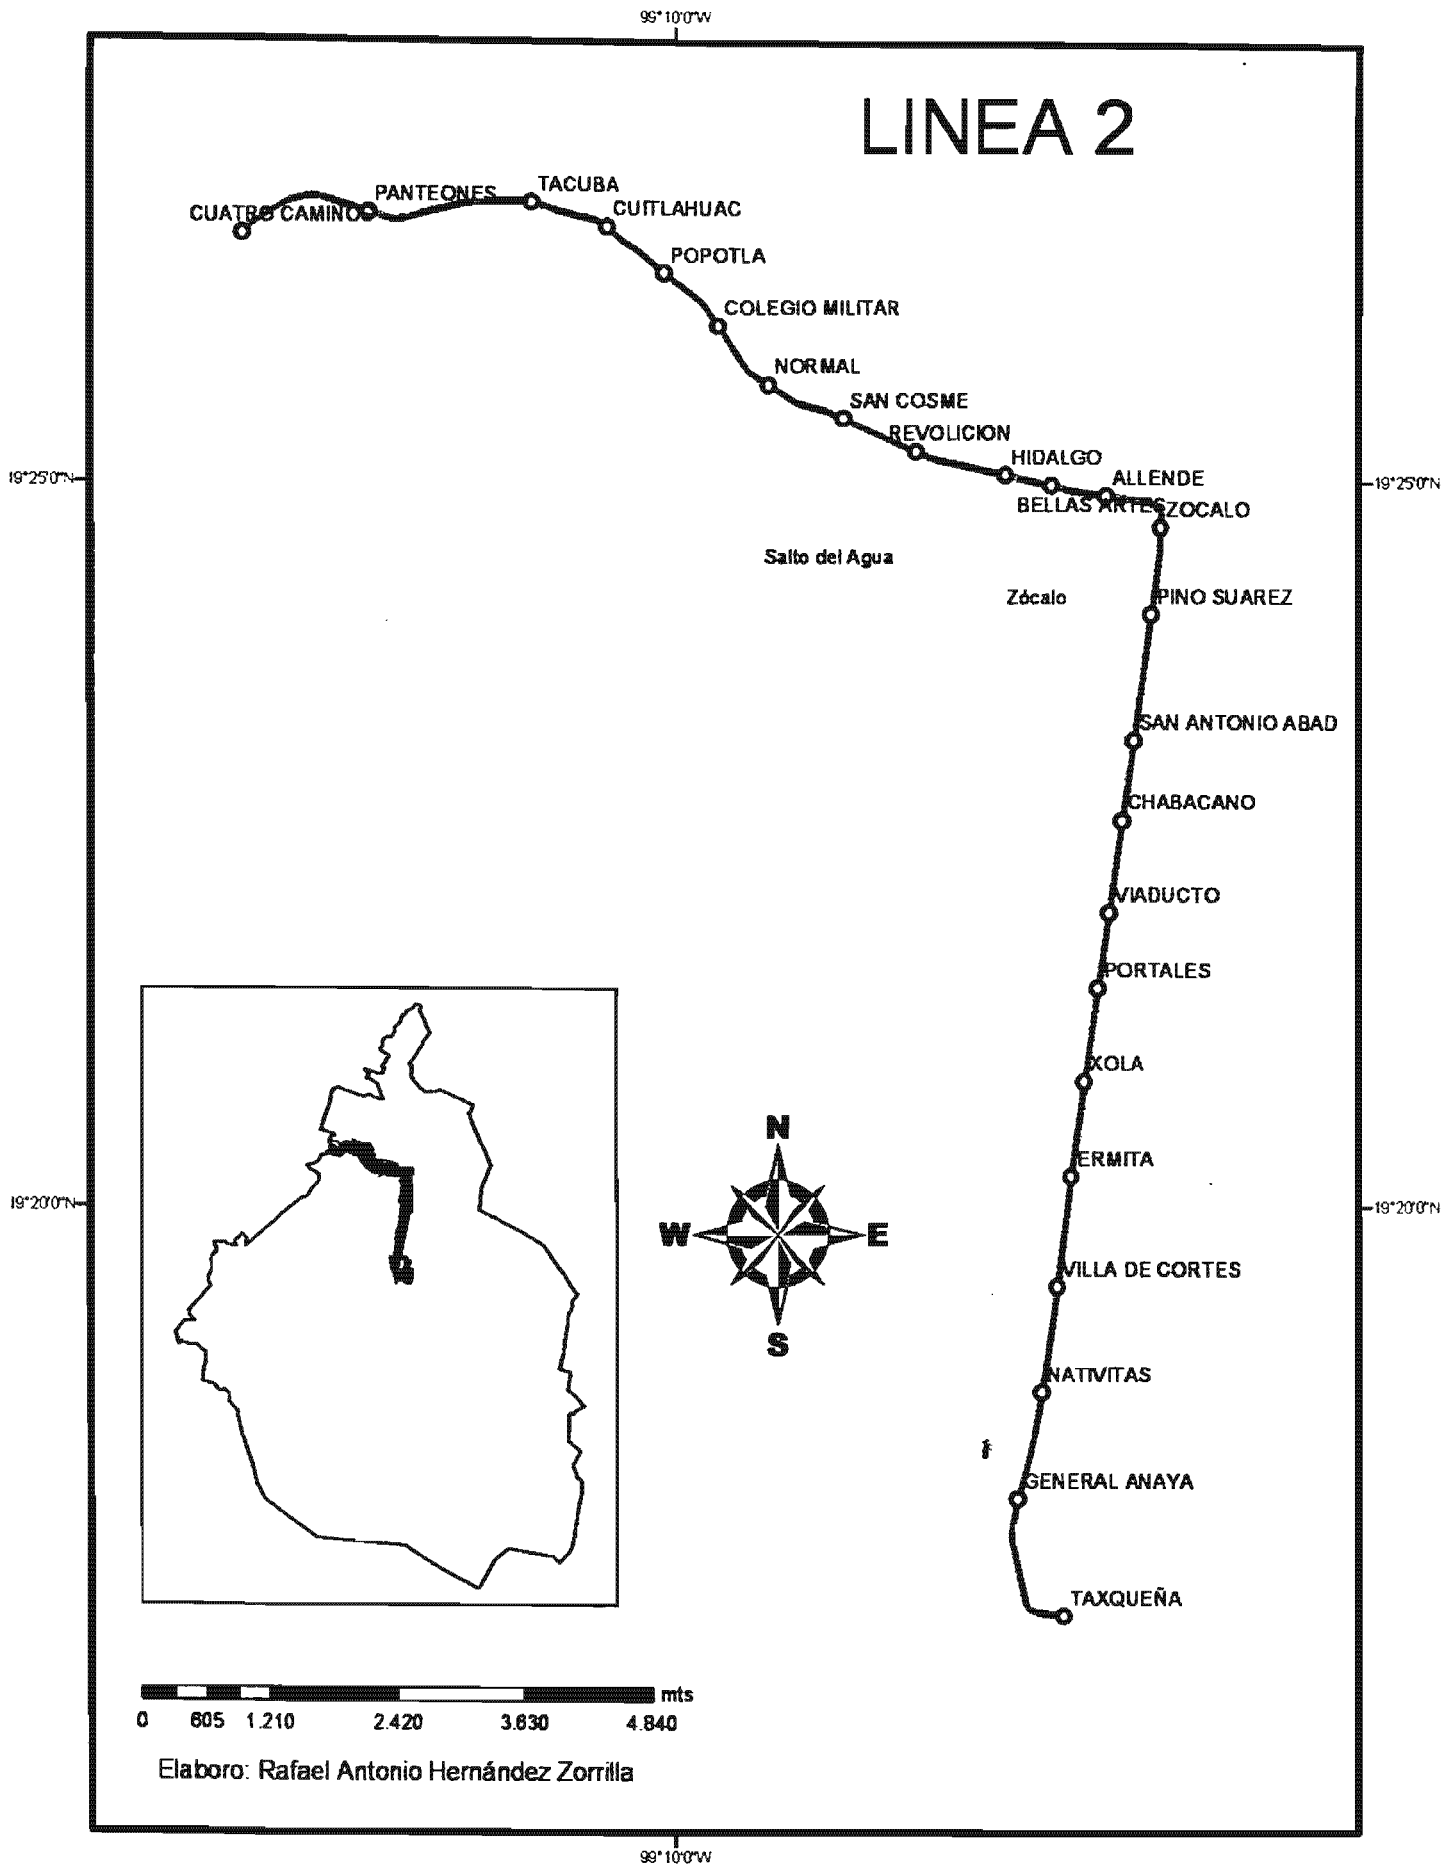 99°10'0"W
LINEA 2
TACUBA
PANTEONES
CUATRO CAMINOS
CUITLAHUAC
POPOTLA
COLEGIO MILITAR
NORMAL
SAN COSME
REVOLICION
HIDALGO
19°25'0"N
ALLENDE
19°25'0"N
BELLAS ARTES
ZOCALO
Salto del Agua
Zócalo
PINO SUAREZ
SAN ANTONIO ABAD
CHABACANO
VIADUCTO
PORTALES
XOLA
N
ERMITA
19°20'0"N
19°20'0"N
W
E
VILLA DE CORTES
S
NATIVITAS
GENERAL ANAYA
TAXQUEÑA
mts
0 605 1.210 2.420 3.630 4.840
Elaboro: Rafael Antonio Hernández Zorrilla
99°10'0"W